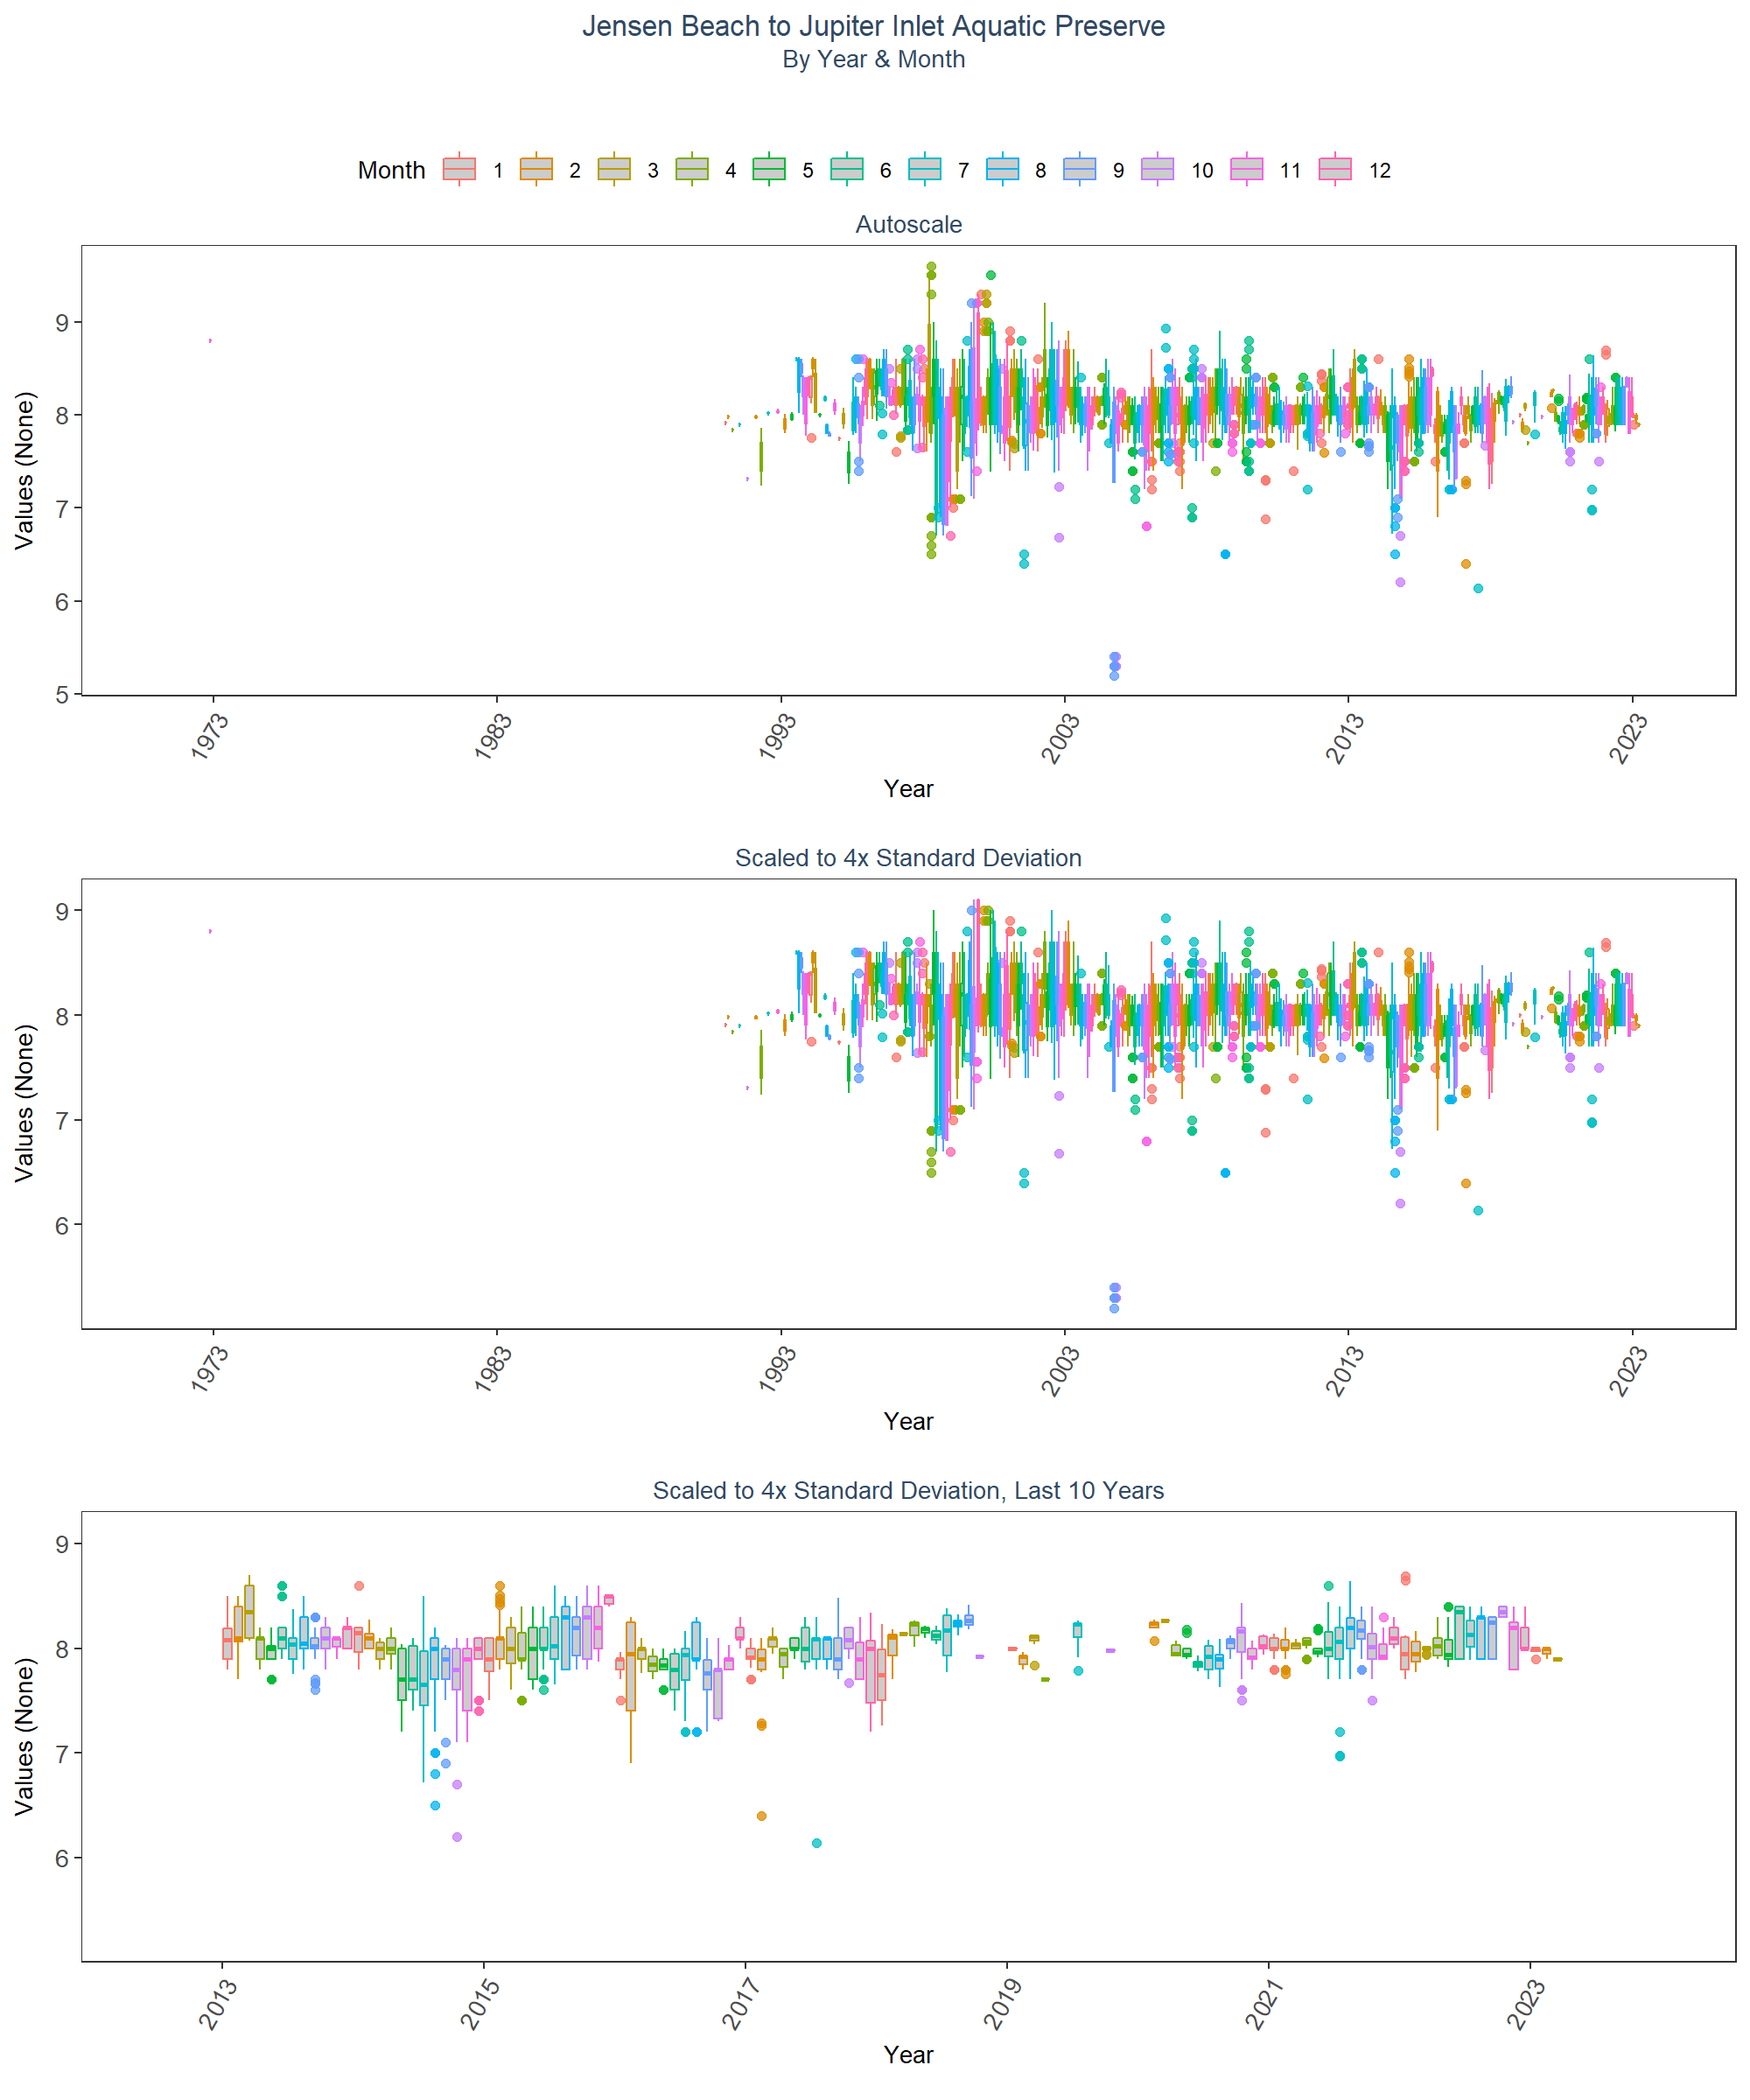 Jensen Beach to Jupiter Inlet Aquatic Preserve
By Year & Month
Month 1 2 3 4 5 6 7 8 9 10 11 12
Autoscale
Values (None)
9
8
7
6
5
1973 1983 1993 2003 2013 2023
Year
Scaled to 4x Standard Deviation
Values (None)
9
8
7
6
1973 1983 1993 2003 2013 2023
Year
Scaled to 4x Standard Deviation, Last 10 Years
Values (None)
9
8
7
6
2013 2015 2017 2019 2021 2023
Year